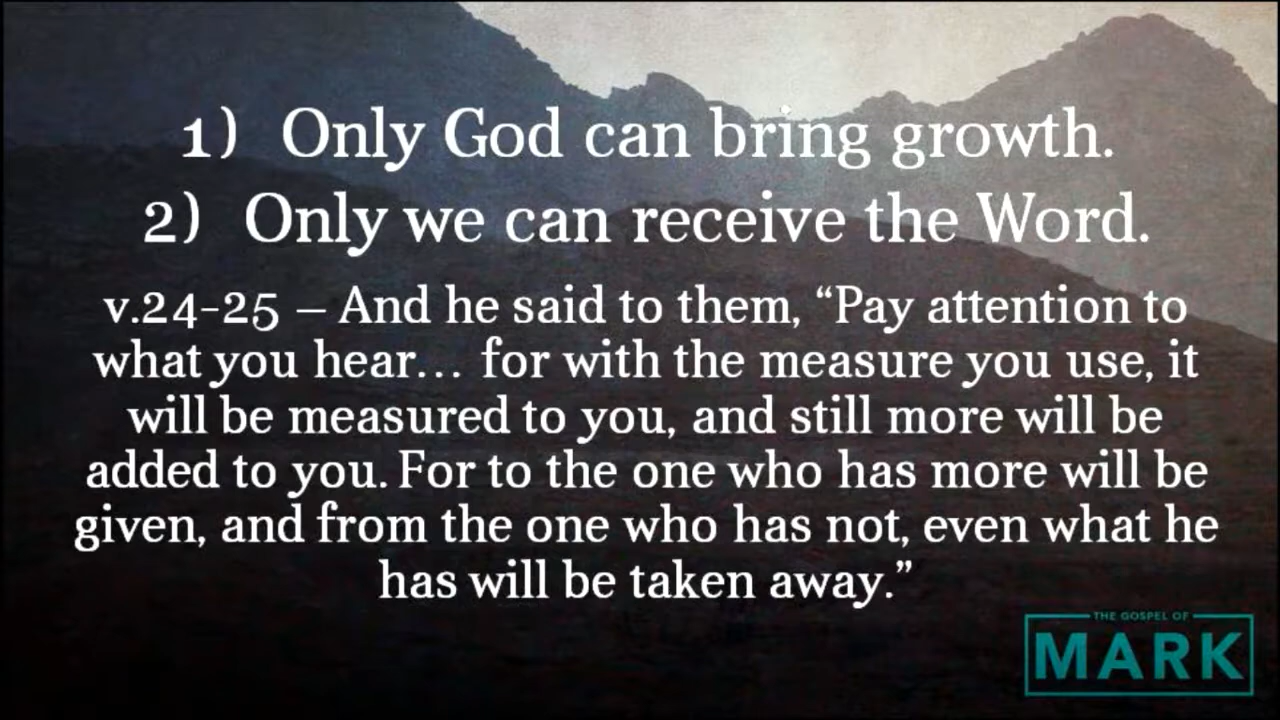 1) Only God can bring growth.
2) Only we can receive the Word.
v.24-25 – And he said to them, “Pay attention to
what you hear… for with the measure you use, it
will be measured to you, and still more will be
added to you. For to the one who has more will be
given, and from the one who has not, even what he
has will be taken away.”
THE GOSPEL OF
MARK